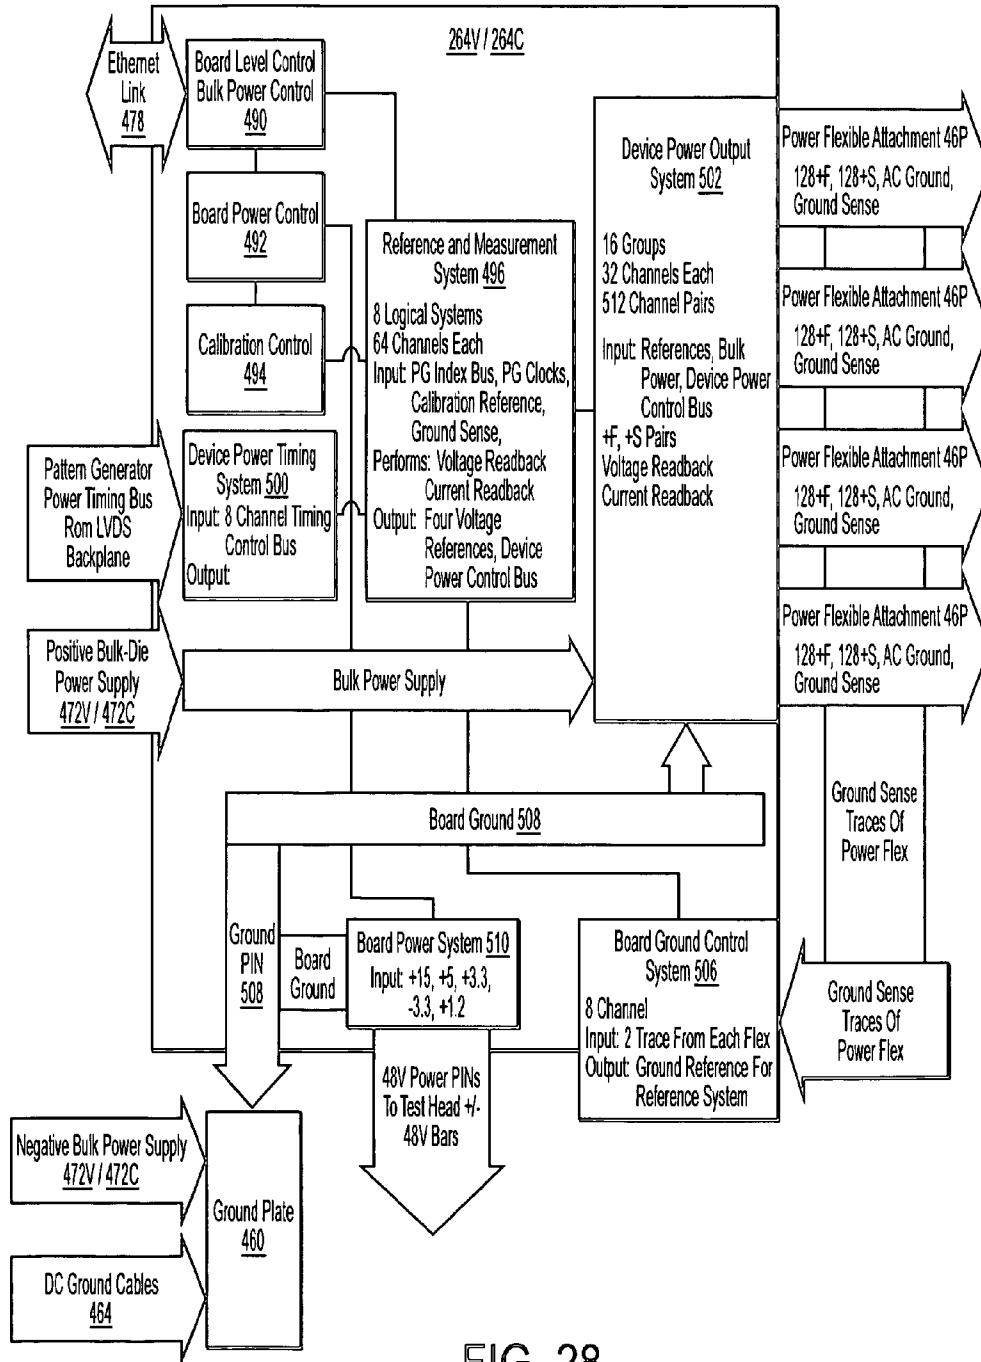 264V / 264C
Ethernet
Link
478
Board Level Control
Bulk Power Control
490
Board Power Control
492
Calibration Control
494
Reference and Measurement
System 496
8 Logical Systems
64 Channels Each
Input: PG Index Bus, PG Clocks,
Calibration Reference,
Ground Sense,
Performs: Voltage Readback
Current Readback
Output: Four Voltage
References, Device
Power Control Bus
Device Power Output
System 502
16 Groups
32 Channels Each
512 Channel Pairs
Input: References, Bulk
Power, Device Power
Control Bus
+F, +S Pairs
Voltage Readback
Current Readback
Power Flexible Attachment 46P
128+F, 128+S, AC Ground,
Ground Sense
Power Flexible Attachment 46P
128+F, 128+S, AC Ground,
Ground Sense
Power Flexible Attachment 46P
128+F, 128+S, AC Ground,
Ground Sense
Power Flexible Attachment 46P
128+F, 128+S, AC Ground,
Ground Sense
Pattern Generator
Power Timing Bus
Rom LVDS
Backplane
Device Power Timing
System 500
Input: 8 Channel Timing
Control Bus
Output:
Positive Bulk-Die
Power Supply
472V / 472C
Bulk Power Supply
Board Ground 508
Ground Sense
Traces Of
Power Flex
Ground
PIN
508
Board
Ground
Board Power System 510
Input: +15, +5, +3.3,
-3.3, +1.2
Board Ground Control
System 506
8 Channel
Input: 2 Trace From Each Flex
Output: Ground Reference For
Reference System
Ground Sense
Traces Of
Power Flex
48V Power PINs
To Test Head +/-
48V Bars
Negative Bulk Power Supply
472V / 472C
Ground Plate
460
DC Ground Cables
464
FIG. 28